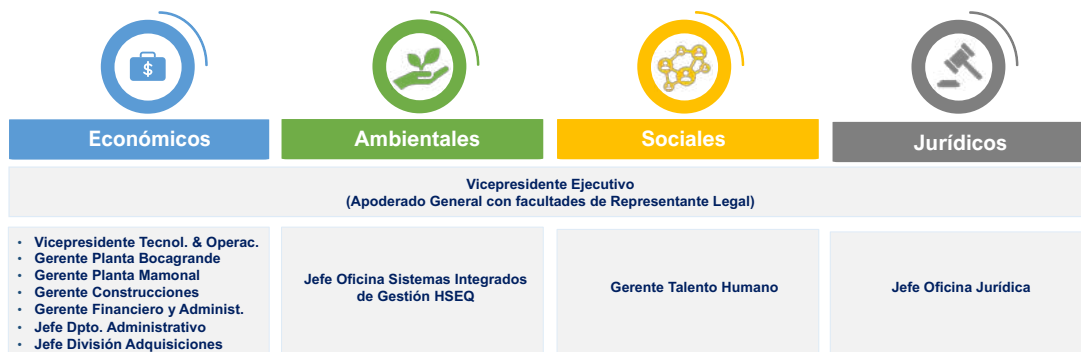 $
Económicos
Ambientales
Sociales
Jurídicos
Vicepresidente Ejecutivo
(Apoderado General con facultades de Representante Legal)
• Vicepresidente Tecnol. & Operac.
• Gerente Planta Bocagrande
• Gerente Planta Mamonal
• Gerente Construcciones
• Gerente Financiero y Administ.
• Jefe Dpto. Administrativo
• Jefe División Adquisiciones
Jefe Oficina Sistemas Integrados
de Gestión HSEQ
Gerente Talento Humano
Jefe Oficina Jurídica